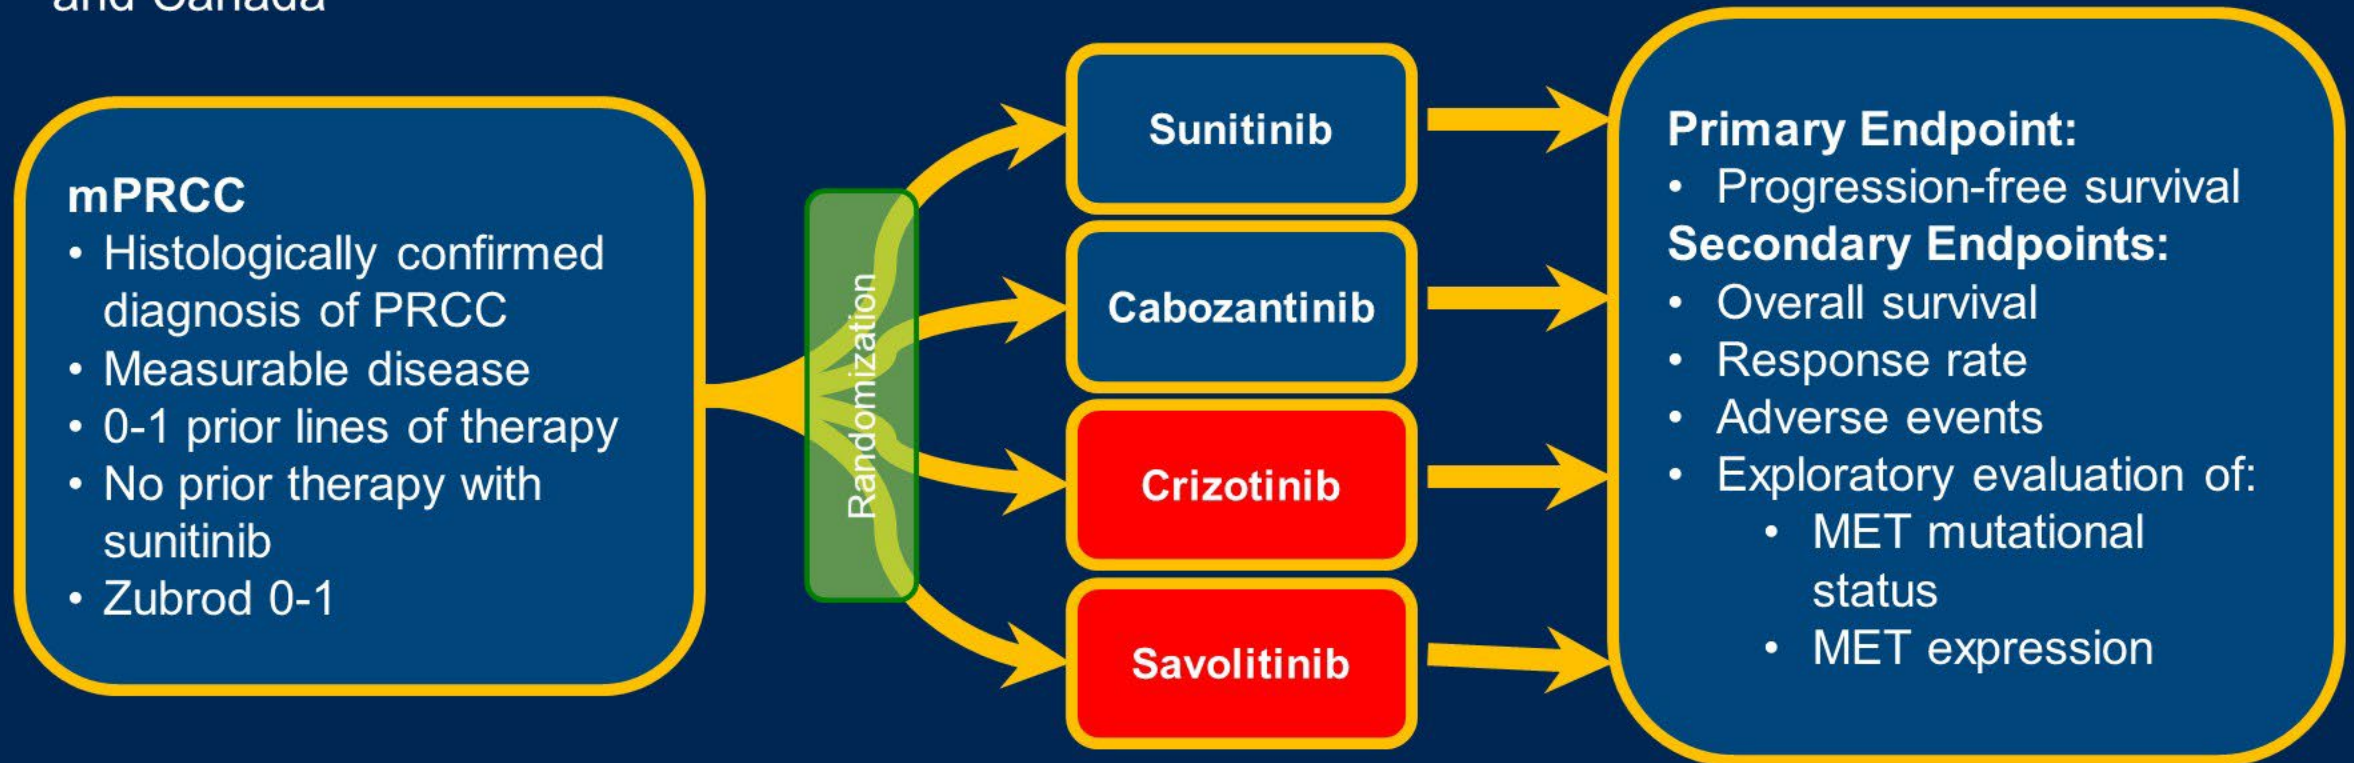 and Canada
mPRCC
• Histologically confirmed
diagnosis of PRCC
• Measurable disease
• 0-1 prior lines of therapy
• No prior therapy with
sunitinib
• Zubrod 0-1
Randomization
Sunitinib
Cabozantinib
Crizotinib
Savolitinib
Primary Endpoint:
• Progression-free survival
Secondary Endpoints:
• Overall survival
• Response rate
• Adverse events
• Exploratory evaluation of:
• MET mutational
status
• MET expression